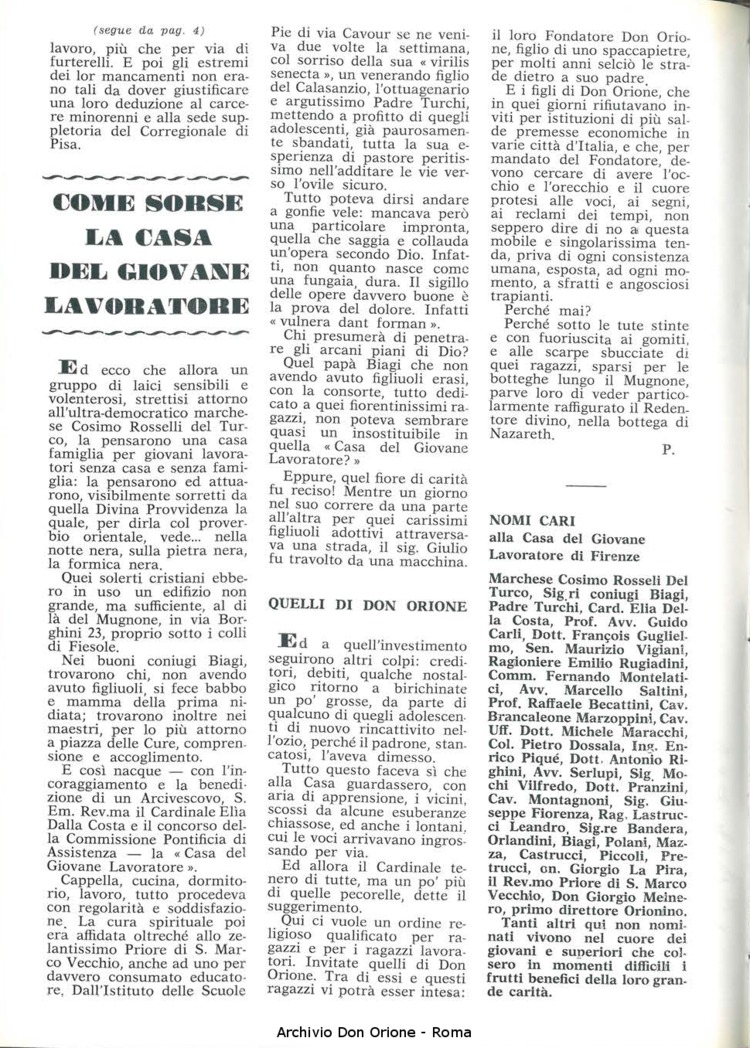 (segue da pag. 4)
lavoro, più che per via di
furterelli. E poi gli estremi
dei lor mancamenti non era-
no tali da dover giustificare
una loro deduzione al carce-
re minorenni e alla sede sup-
pletoria del Corregionale di
Pisa.
COME SORSE
LA CASA
DEL GIOVANE
LAVORATORE
Ed ecco che allora un
gruppo di laici sensibili e
volenterosi, strettisi attorno
all'ultra-democratico marche-
se Cosimo Rosselli del Tur-
co, la pensarono una casa
famiglia per giovani lavora-
tori senza casa e senza fami-
glia: la pensarono ed attua-
rono, visibilmente sorretti da
quella Divina Provvidenza la
quale, per dirla col prover-
bio orientale, vede... nella
notte nera, sulla pietra nera,
la formica nera.
Quei solerti cristiani ebbe-
ro in uso un edifizio non
grande, ma sufficiente, al di
là del Mugnone, in via Bor-
ghini 23, proprio sotto i colli
di Fiesole.
Nei buoni coniugi Biagi,
trovarono chi, non avendo
avuto figliuoli, si fece babbo
e mamma della prima ni-
diata; trovarono inoltre nei
maestri, per lo più attorno
a piazza delle Cure, compren-
sione e accoglimento.
E così nacque — con l'in-
coraggiamento e la benedi-
zione di un Arcivescovo, S.
Em. Rev.ma il Cardinale Elia
Dalla Costa e il concorso del-
la Commissione Pontificia di
Assistenza — la « Casa del
Giovane Lavoratore ».
Cappella, cucina, dormito-
rio, lavoro, tutto procedeva
con regolarità e soddisfazio-
ne. La cura spirituale poi
era affidata oltreché allo ze-
lantissimo Priore di S. Mar-
co Vecchio, anche ad uno per
davvero consumato educato-
re, Dall'Istituto delle Scuole
Pie di via Cavour se ne veni-
va due volte la settimana,
col sorriso della sua « virilis
senecta », un venerando figlio
del Calasanzio, l'ottuagenario
e argutissimo Padre Turchi,
mettendo a profitto di quegli
adolescenti, già paurosamen-
te sbandati, tutta la sua e-
sperienza di pastore peritis-
simo nell'additare le vie ver-
so l'ovile sicuro.
Tutto poteva dirsi andare
a gonfie vele: mancava però
una particolare impronta,
quella che saggia e collauda
un'opera secondo Dio. Infat-
ti, non quanto nasce come
una fungaia, dura. Il sigillo
delle opere davvero buone è
la prova del dolore. Infatti
« vulnera dant forman ».
Chi presumerà di penetra-
re gli arcani piani di Dio?
Quel papà Biagi che non
avendo avuto figliuoli erasi,
con la consorte, tutto dedi-
cato a quei fiorentinissimi ra-
gazzi, non poteva sembrare
quasi un insostituibile in
quella « Casa del Giovane
Lavoratore? »
Eppure, quel fiore di carità
fu reciso! Mentre un giorno
nel suo correre da una parte
all'altra per quei carissimi
figliuoli adottivi attraversa-
va una strada, il sig. Giulio
fu travolto da una macchina.
QUELLI DI DON ORIONE
Ed a quell'investimento
seguirono altri colpi: credi-
tori, debiti, qualche nostal-
gico ritorno a birichinate
un po' grosse, da parte di
qualcuno di quegli adolescen-
ti di nuovo rincattivito nel-
l'ozio, perché il padrone, stan-
catosi, l'aveva dimesso.
Tutto questo faceva sì che
alla Casa guardassero, con
aria di apprensione, i vicini,
scossi da alcune esuberanze
chiassose, ed anche i lontani,
cui le voci arrivavano ingros-
sando per via.
Ed allora il Cardinale te-
nero di tutte, ma un po' più
di quelle pecorelle, dette il
suggerimento.
Qui ci vuole un ordine re-
ligioso qualificato per ra-
gazzi e per i ragazzi lavora-
tori. Invitate quelli di Don
Orione. Tra di essi e questi
ragazzi vi potrà esser intesa:
il loro Fondatore Don Orio-
ne, figlio di uno spaccapietre,
per molti anni selciò le stra-
de dietro a suo padre.
E i figli di Don Orione, che
in quei giorni rifiutavano in-
viti per istituzioni di più sal-
de premesse economiche in
varie città d'Italia, e che, per
mandato del Fondatore, de-
vono cercare di avere l'oc-
chio e l'orecchio e il cuore
protesi alle voci, ai segni,
ai reclami dei tempi, non
seppero dire di no a questa
mobile e singolarissima ten-
da, priva di ogni consistenza
umana, esposta, ad ogni mo-
mento, a sfratti e angosciosi
trapianti.
Perché mai?
Perché sotto le tute stinte
e con fuoriuscita ai gomiti,
e alle scarpe sbucciate di
quei ragazzi, sparsi per le
botteghe lungo il Mugnone,
parve loro di veder partico-
larmente raffigurato il Reden-
tore divino, nella bottega di
Nazareth.
P.
NOMI CARI
alla Casa del Giovane
Lavoratore di Firenze
Marchese Cosimo Rosseli Del
Turco, Sig.ri coniugi Biagi,
Padre Turchi, Card. Elia Del-
la Costa, Prof. Avv. Guido
Carli, Dott. François Gugliel-
mo, Sen. Maurizio Vigiani,
Ragioniere Emilio Rugiadini,
Comm. Fernando Montelati-
ci, Avv. Marcello Saltini,
Prof. Raffaele Becattini, Cav.
Brancaleone Marzoppini, Cav.
Uff. Dott. Michele Maracchi,
Col. Pietro Dossala, Ing. En-
rico Piqué, Dott. Antonio Ri-
ghini, Avv. Serlupi, Sig. Mo-
chi Vilfredo, Dott. Pranzini,
Cav. Montagnoni, Sig. Giu-
seppe Fiorenza, Rag. Lastruc-
ci Leandro, Sig.re Bandera,
Orlandini, Biagi, Polani, Maz-
za, Castrucci, Piccoli, Pre-
trucci, on. Giorgio La Pira,
il Rev.mo Priore di S. Marco
Vecchio, Don Giorgio Meine-
ro, primo direttore Orionino.
Tanti altri qui non nomi-
nati vivono nel cuore dei
giovani e superiori che col-
sero in momenti difficili i
frutti benefici della loro gran-
de carità.
Archivio Don Orione - Roma